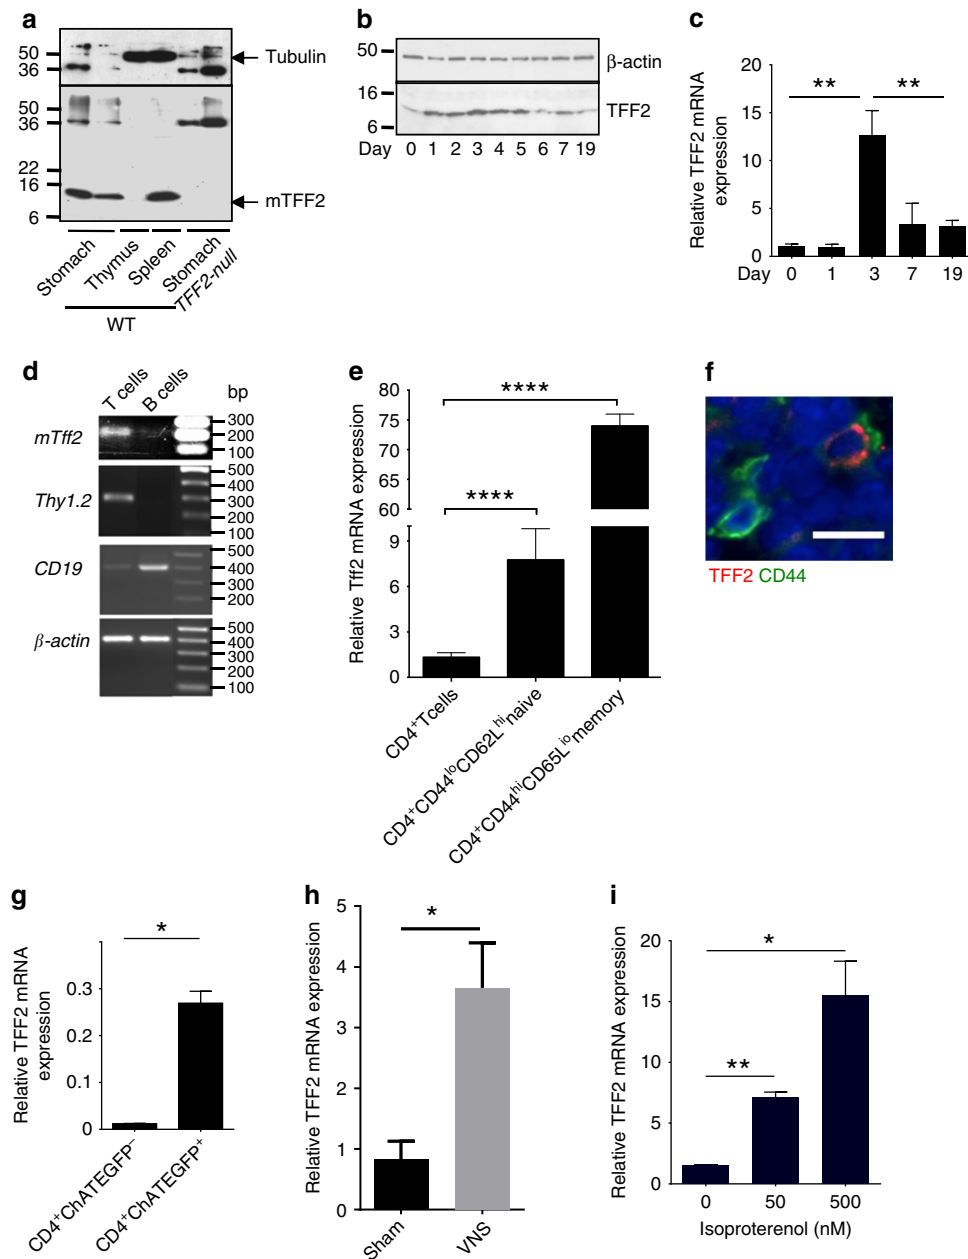 a
50
36
Tubulin
50
36
22
16
6
mTFF2
Stomach
Thymus
Spleen
Stomach
TFF2-null
WT
b
50
β-actin
16
6
TFF2
Day 0 1 2 3 4 5 6 7 19
c
Relative TFF2 mRNA
expression
20
15
10
5
0
** **
Day 0 1 3 7 19
d
T cells
B cells
bp
mTff2
300
200
100
Thy1.2
500
400
300
200
100
CD19
500
400
300
200
β-actin
500
400
300
200
100
e
Relative Tff2 mRNA expression
80
75
70
65
60
9
6
3
0
****
****
CD4+Tcells
CD4+CD44loCD62Lhinaive
CD4+CD44hiCD65Llomemory
f
TFF2 CD44
g
Relative TFF2 mRNA
expression
0.3
0.2
0.1
0
*
CD4+ChATEGFP−
CD4+ChATEGFP+
h
Relative TFF2 mRNA expression
5
4
3
2
1
0
*
Sham
VNS
i
Relative TFF2 mRNA expression
20
15
10
5
0
*
**
0 50 500
Isoproterenol (nM)